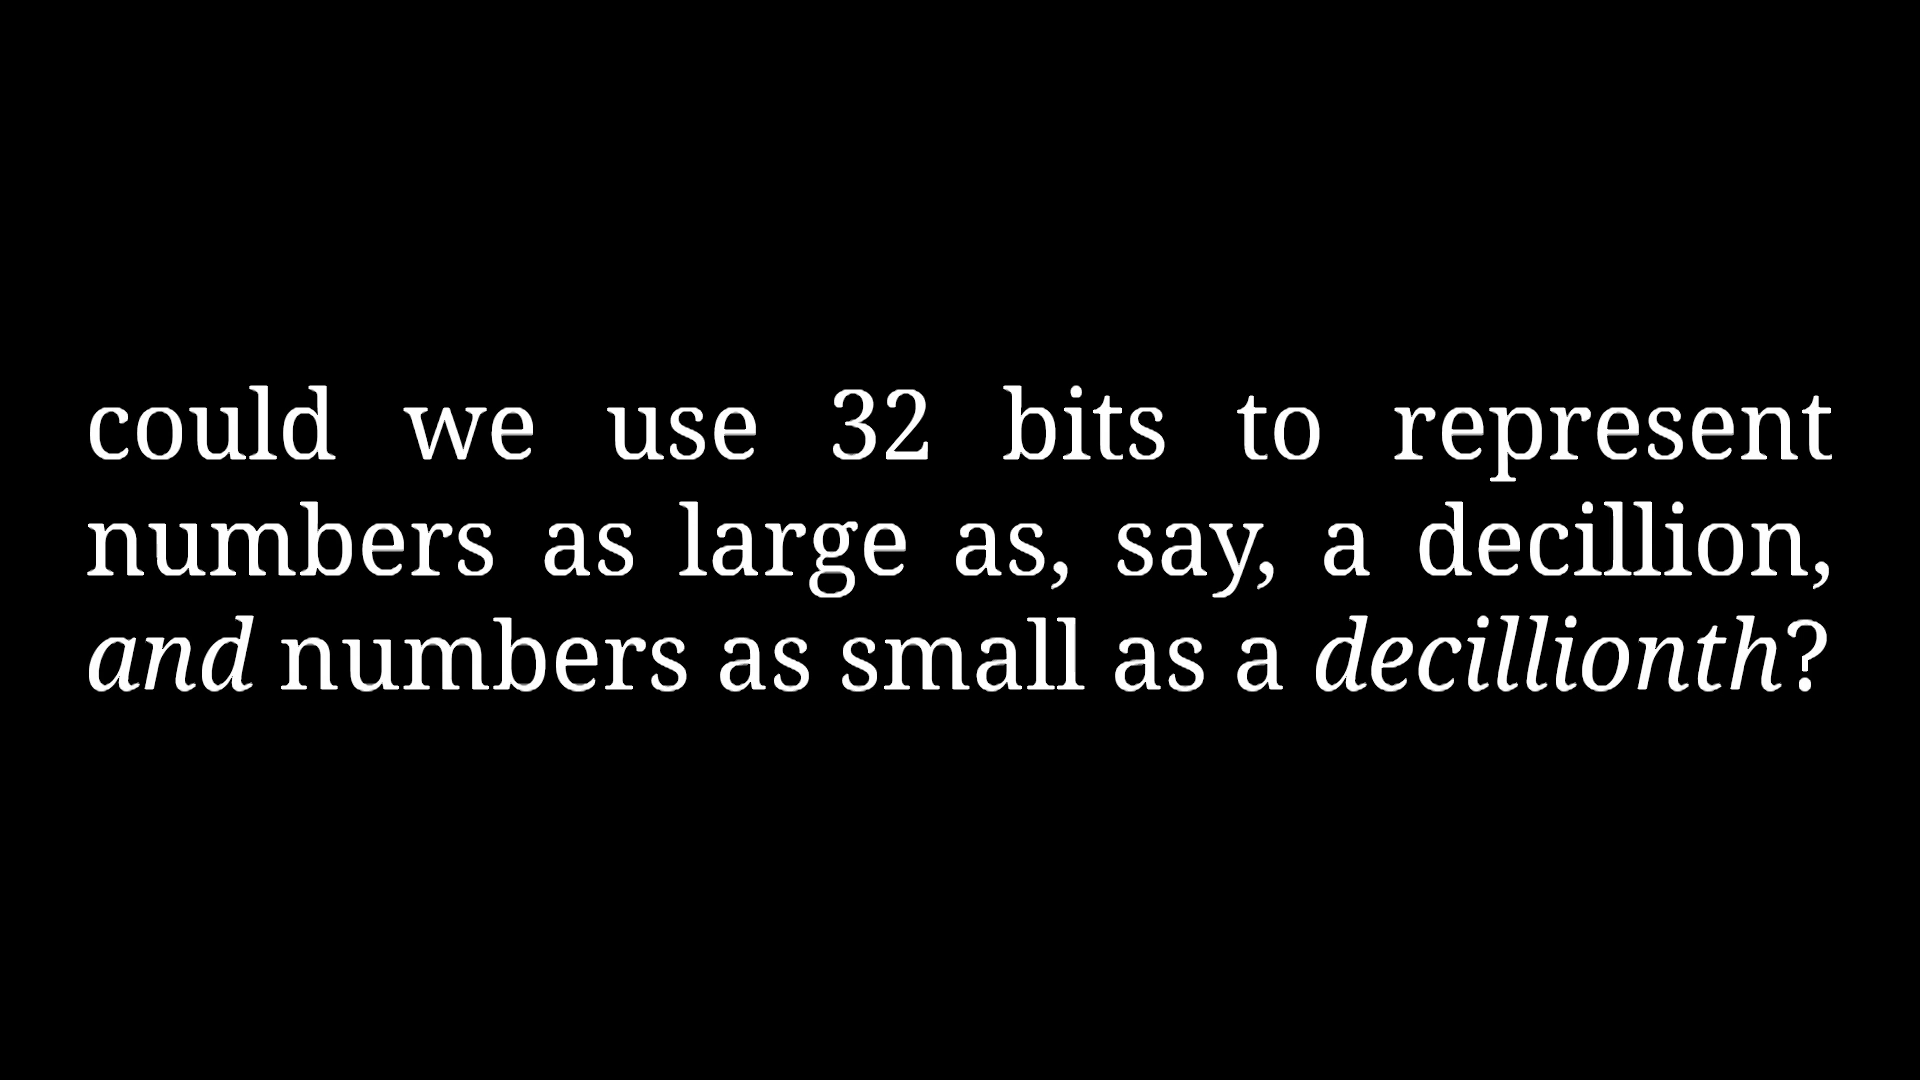 could we use 32 bits to represent
numbers as large as, say, a decillion,
and numbers as small as a decillionth?